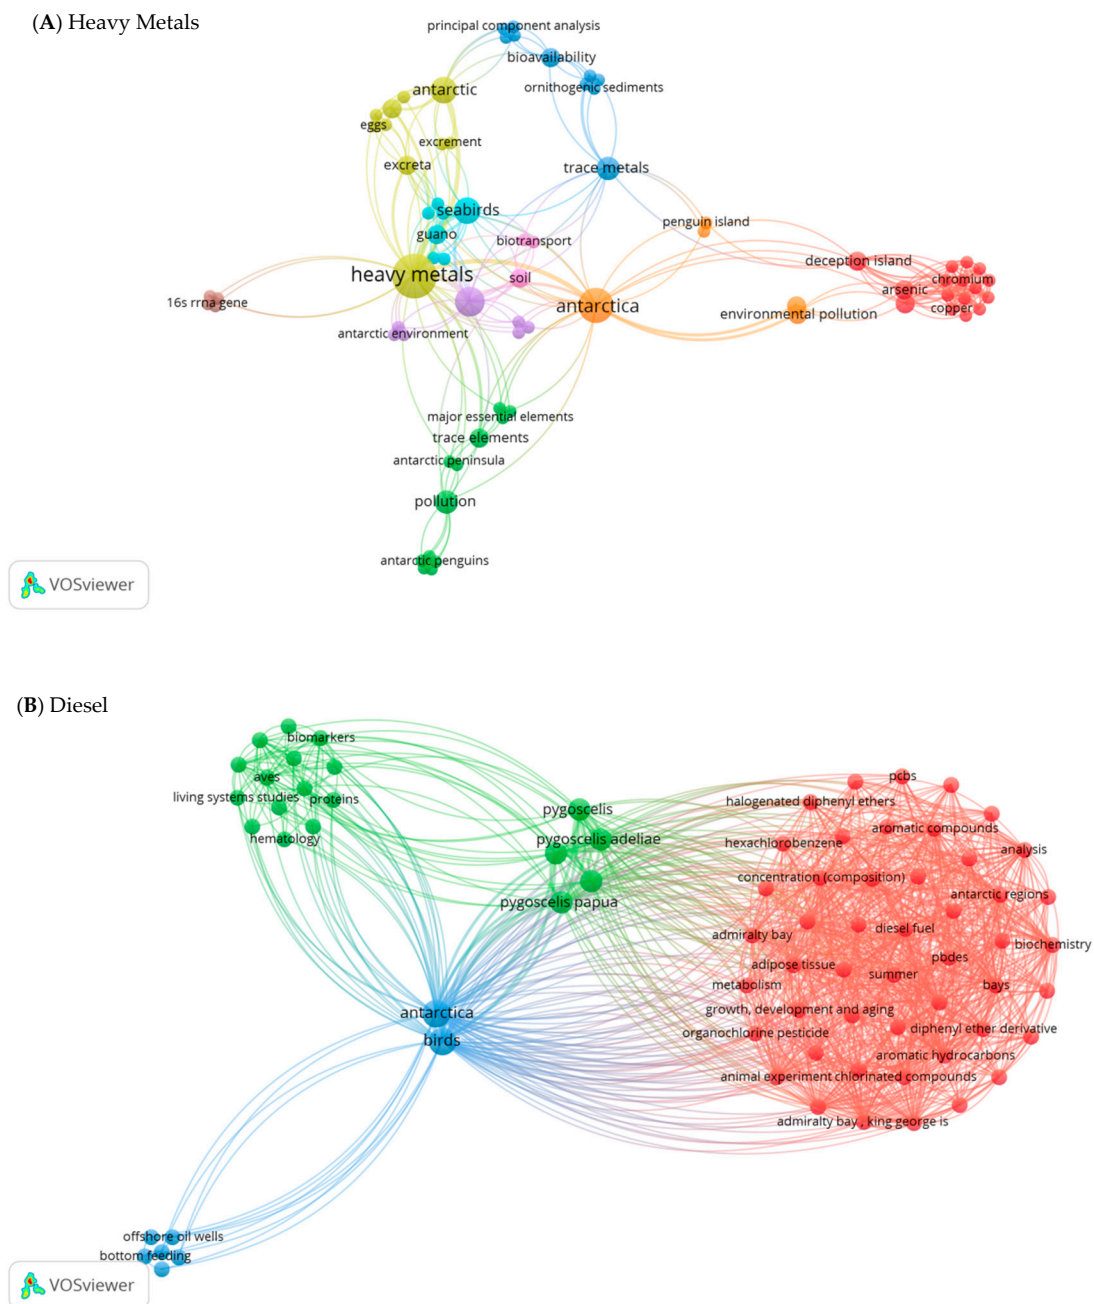 (A) Heavy Metals
principal component analysis
bioavailability
antarctic
ornithogenic sediments
eggs
excrement
excreta
trace metals
seabirds
penguin island
guano
biotransport
deception island
heavy metals
soil
chromium
arsenic
16s rrna gene
antarctica
copper
environmental pollution
antarctic environment
major essential elements
trace elements
antarctic peninsula
pollution
antarctic penguins
VOSviewer
(B) Diesel
biomarkers
aves
living systems studies
proteins
hematology
pygoscelis
pygoscelis adeliae
pygoscelis papua
pcbs
halogenated diphenyl ethers
aromatic compounds
hexachlorobenzene
analysis
concentration (composition)
antarctic regions
admiralty bay
diesel fuel
biochemistry
adipose tissue
pbdes
summer
metabolism
bays
growth, development and aging
organochlorine pesticide
diphenyl ether derivative
aromatic hydrocarbons
animal experiment
chlorinated compounds
admiralty bay , king george is
antarctica
birds
offshore oil wells
bottom feeding
VOSviewer